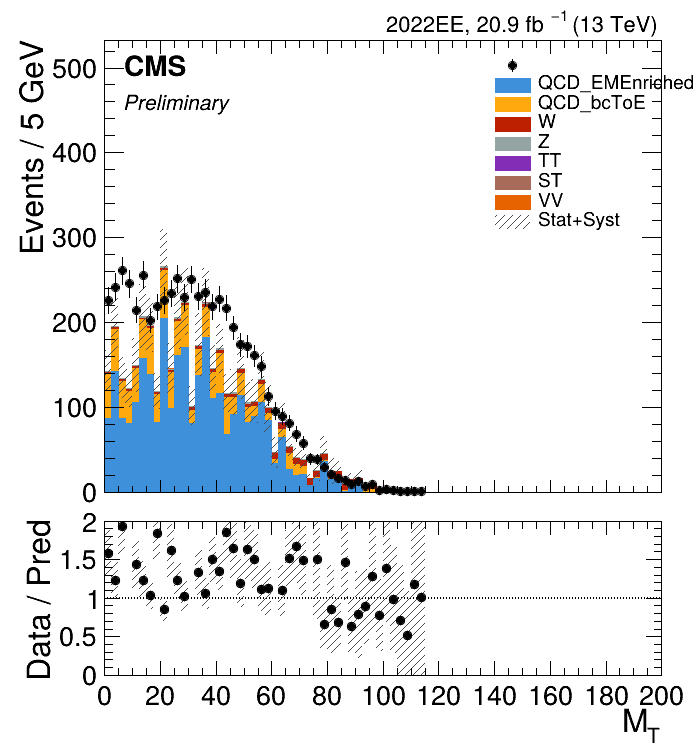 2022EE, 20.9 fb⁻¹ (13 TeV)
Events / 5 GeV
500
400
300
200
100
0
CMS
Preliminary
QCD_EMEnriched
QCD_bcToE
W
Z
TT
ST
VV
Stat+Syst
Data / Pred
2
1.5
1
0.5
0
0 20 40 60 80 100 120 140 160 180 200
M_T